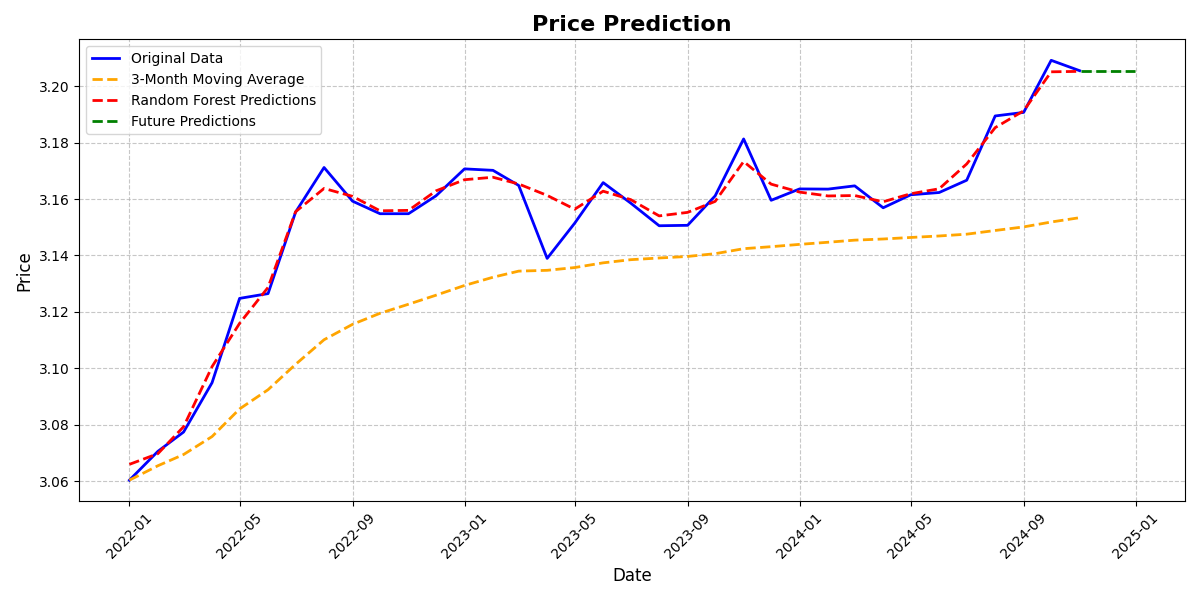 Price Prediction
Original Data
3-Month Moving Average
Random Forest Predictions
Future Predictions
Price
3.20
3.18
3.16
3.14
3.12
3.10
3.08
3.06
2022-01
2022-05
2022-09
2023-01
2023-05
2023-09
2024-01
2024-05
2024-09
2025-01
Date